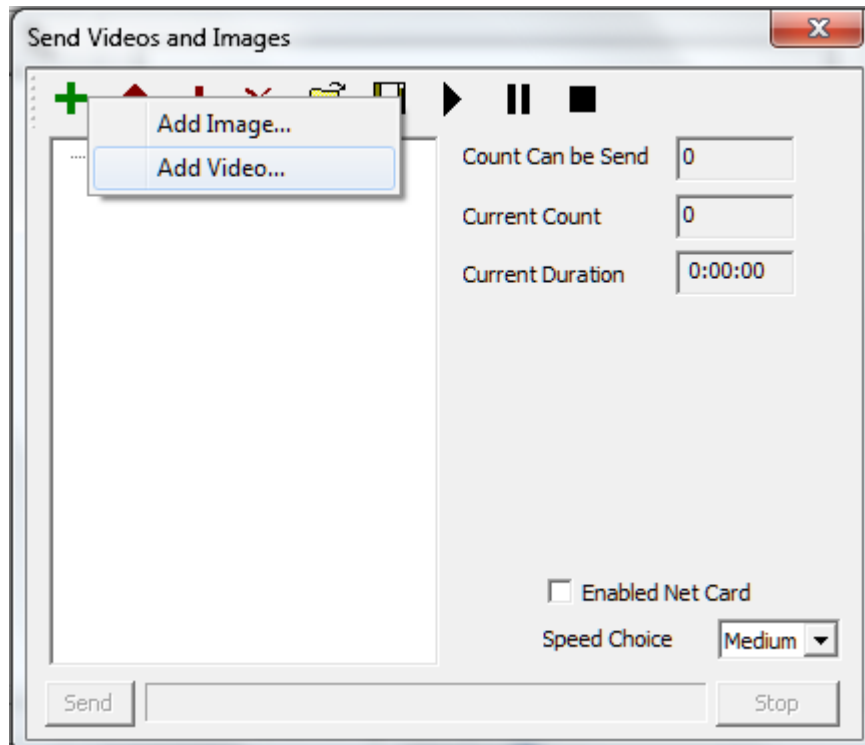 Send Videos and Images
Add Image...
Add Video...
Count Can be Send 0
Current Count 0
Current Duration 0:00:00
Enabled Net Card
Speed Choice Medium
Send Stop